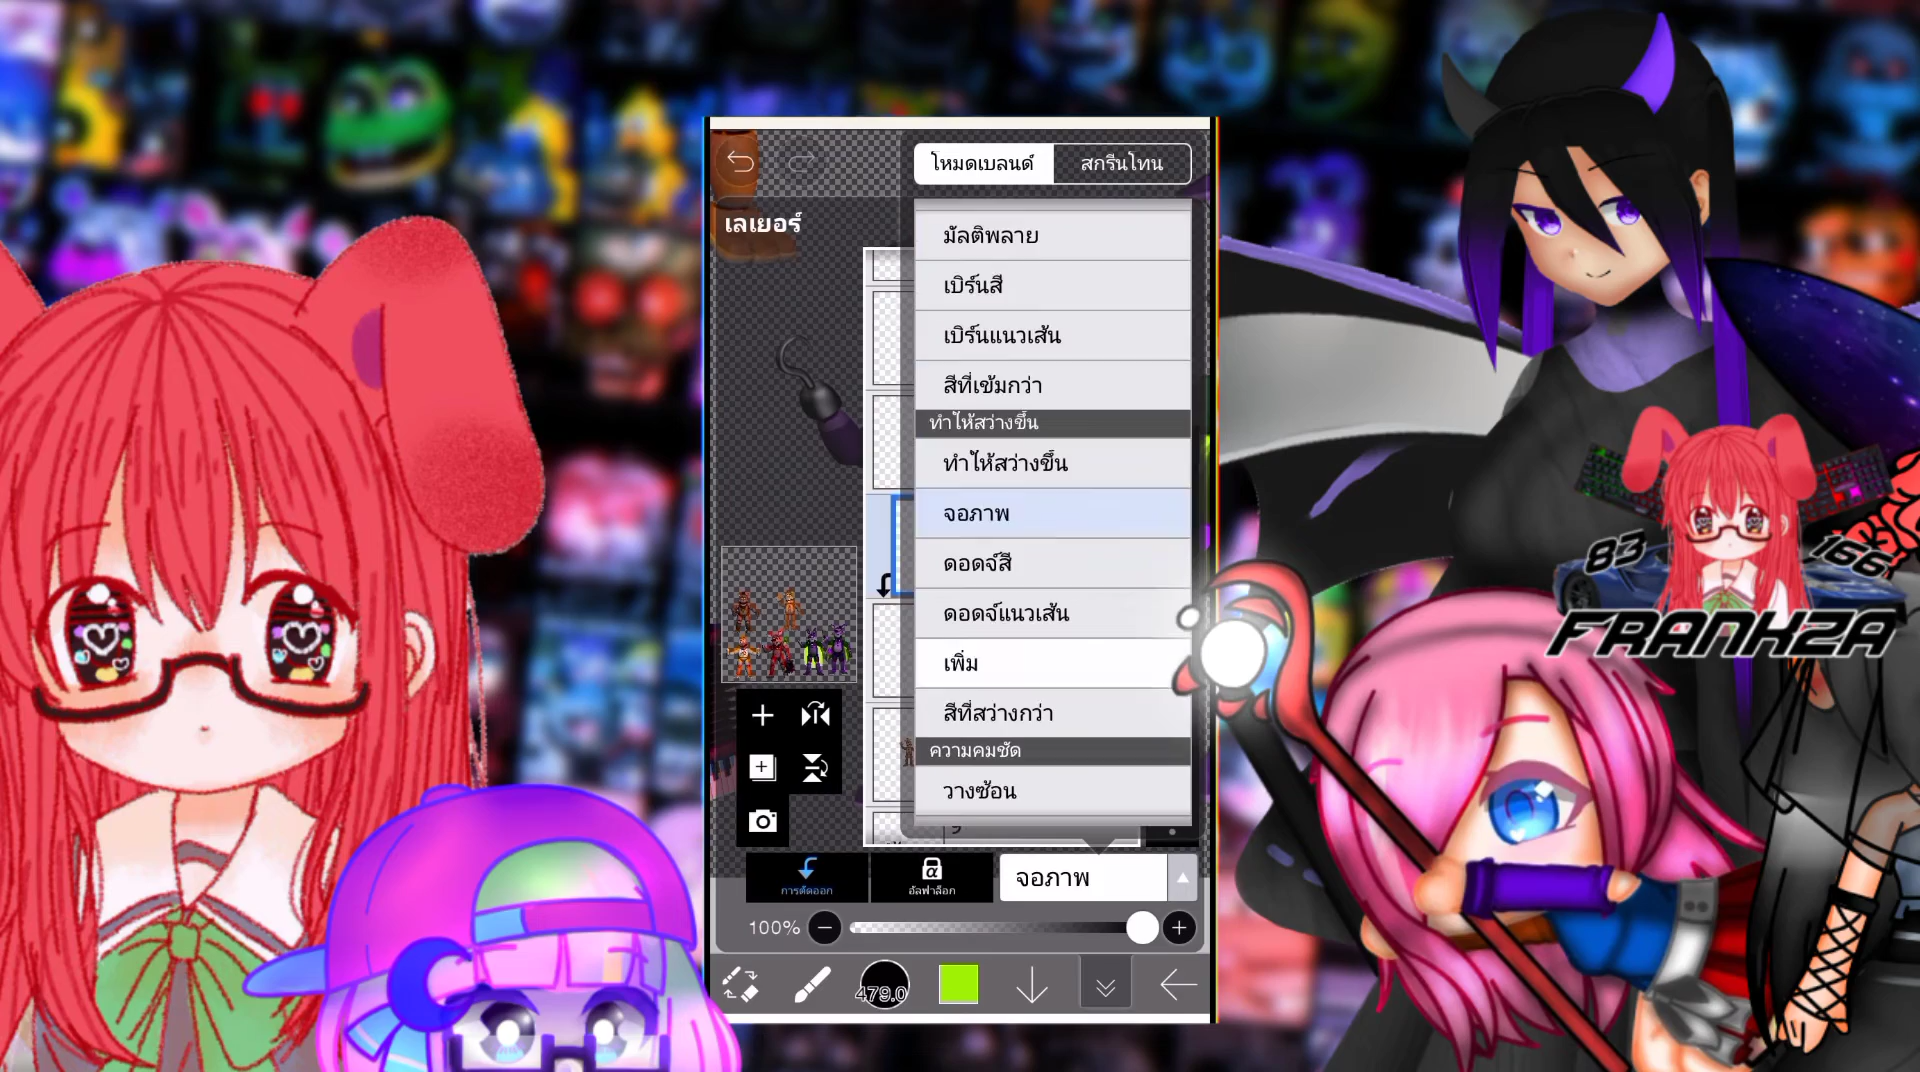 โหมดเบลนด์
สกรีนโทน
เลเยอร์
มัลติพลาย
เบิร์นสี
เบิร์นแนวเส้น
สีที่เข้มกว่า
ทำให้สว่างขึ้น
ทำให้สว่างขึ้น
จอภาพ
ดอดจ์สี
ดอดจ์แนวเส้น
เพิ่ม
สีที่สว่างกว่า
ความคมชัด
วางซ้อน
การตัดออก
อัลฟาล็อก
จอภาพ
100%
479.0
83
166
FRANKZA